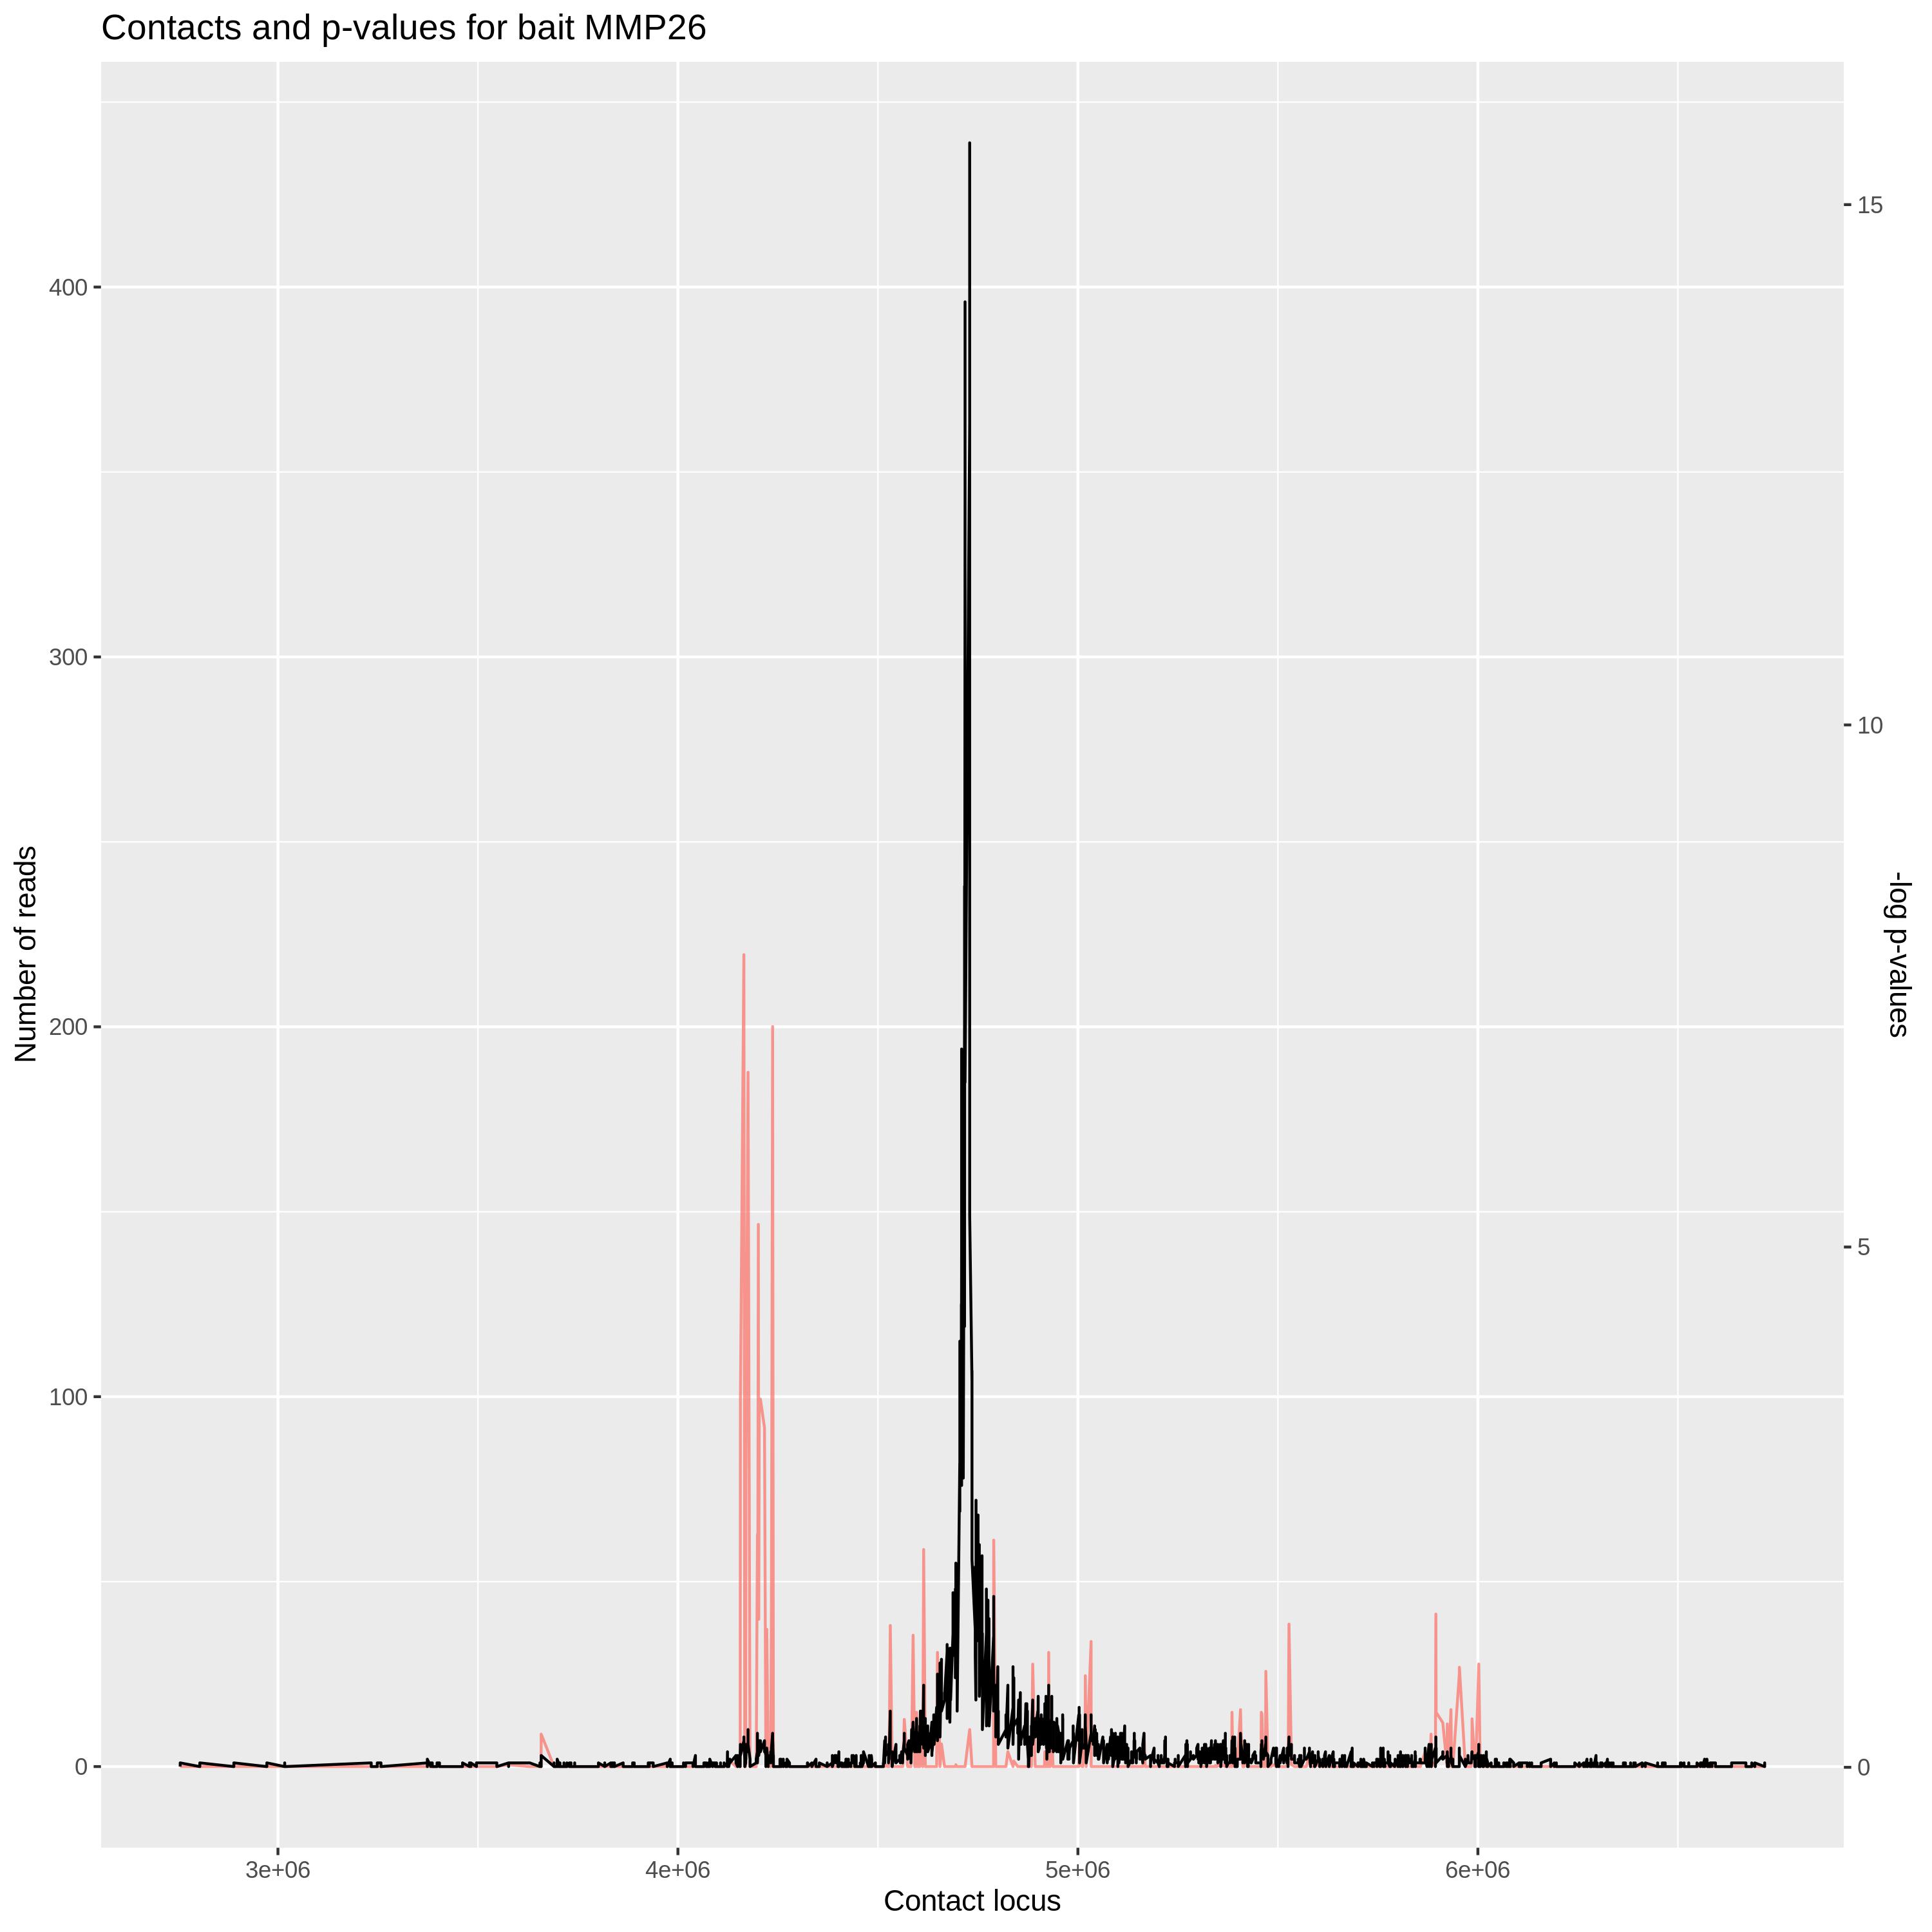 Contacts and p-values for bait MMP26
400
300
200
100
0
Number of reads
15
10
5
0
-log p-values
3e+06
4e+06
5e+06
6e+06
Contact locus